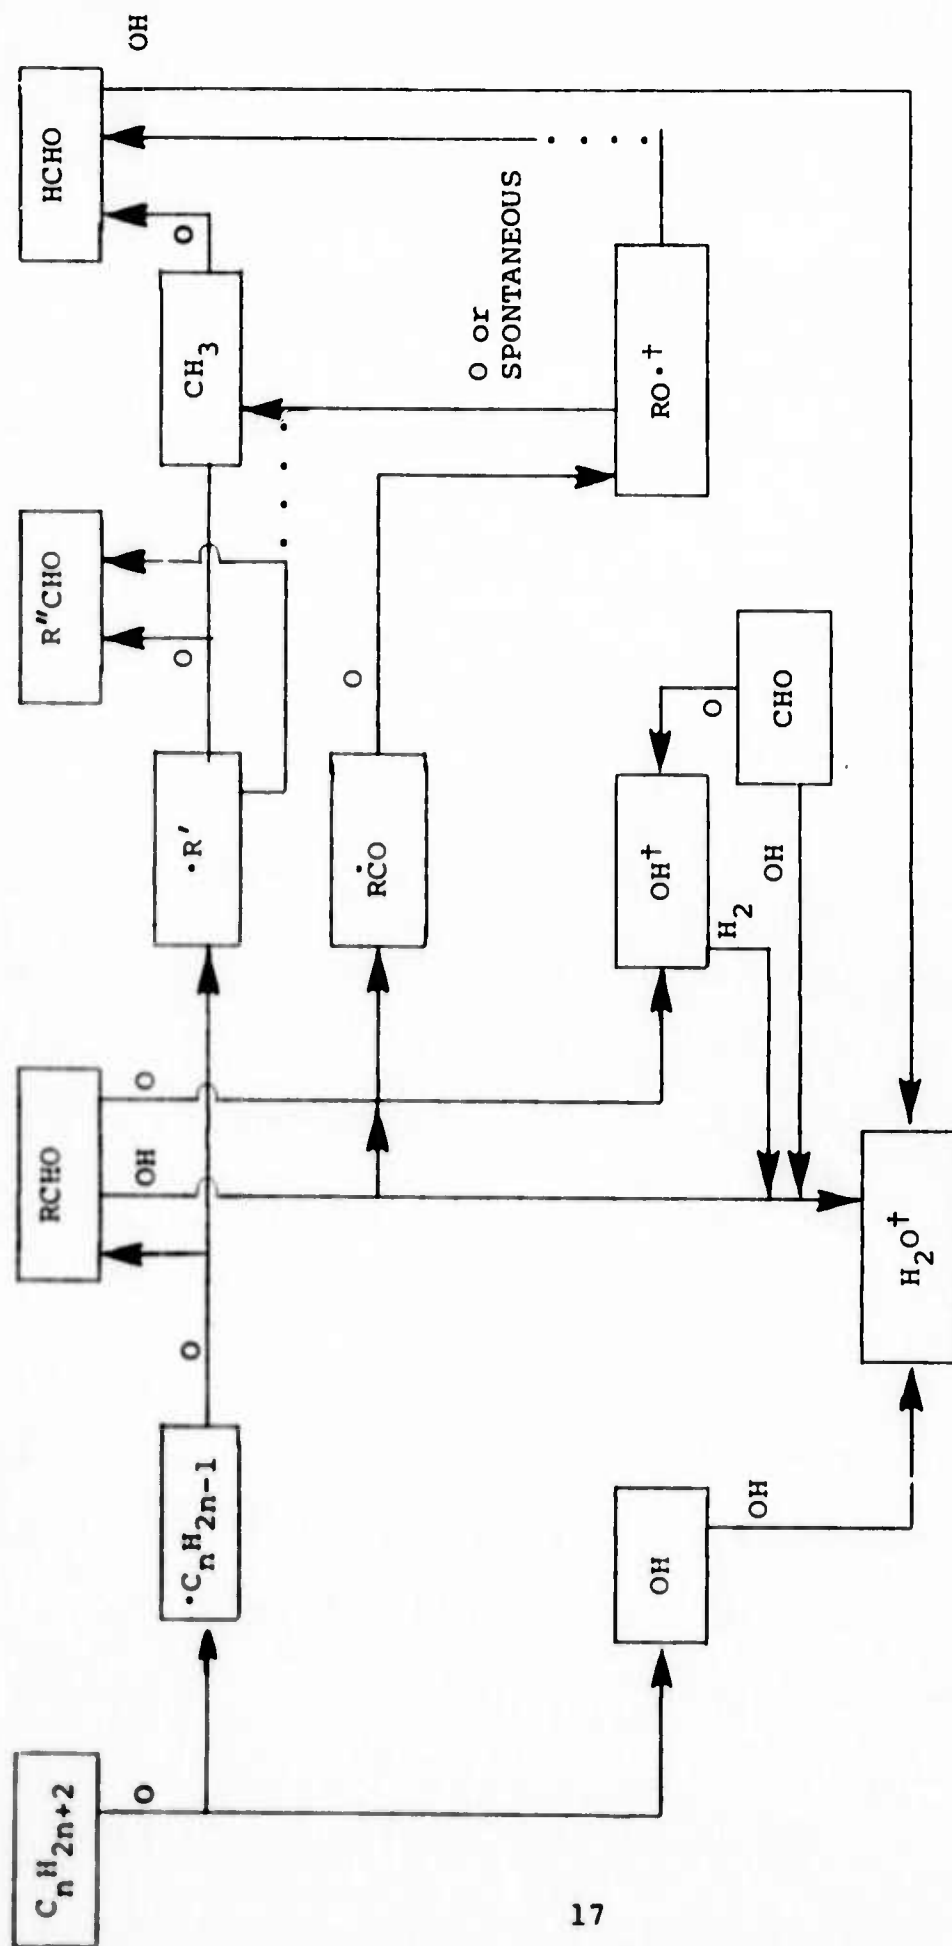 CnH2n+2
O
·CnH2n-1
O
RCHO
OH
O
·R′
O
R″CHO
CH3
O
HCHO
OH
RĊO
O
O or
SPONTANEOUS
RO·†
OH
OH
OH†
H2
O
CHO
OH
H2O†
17